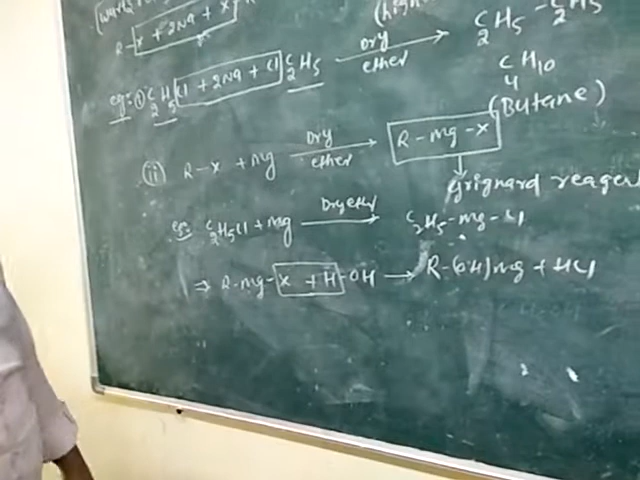 R-X + 2Na + X
C2H5-C2H5
eg:- (i) C2H5Cl + 2Na + Cl C2H5 dry ether →
C4H10
(Butane)
(ii) R-X + Mg Dry ether → R-Mg-X
Grignard reagent
eg:- C2H5Cl + Mg Dry ether → C2H5-Mg-Cl
⇒ R-Mg-X + H-OH → R-(OH)Mg + HCl